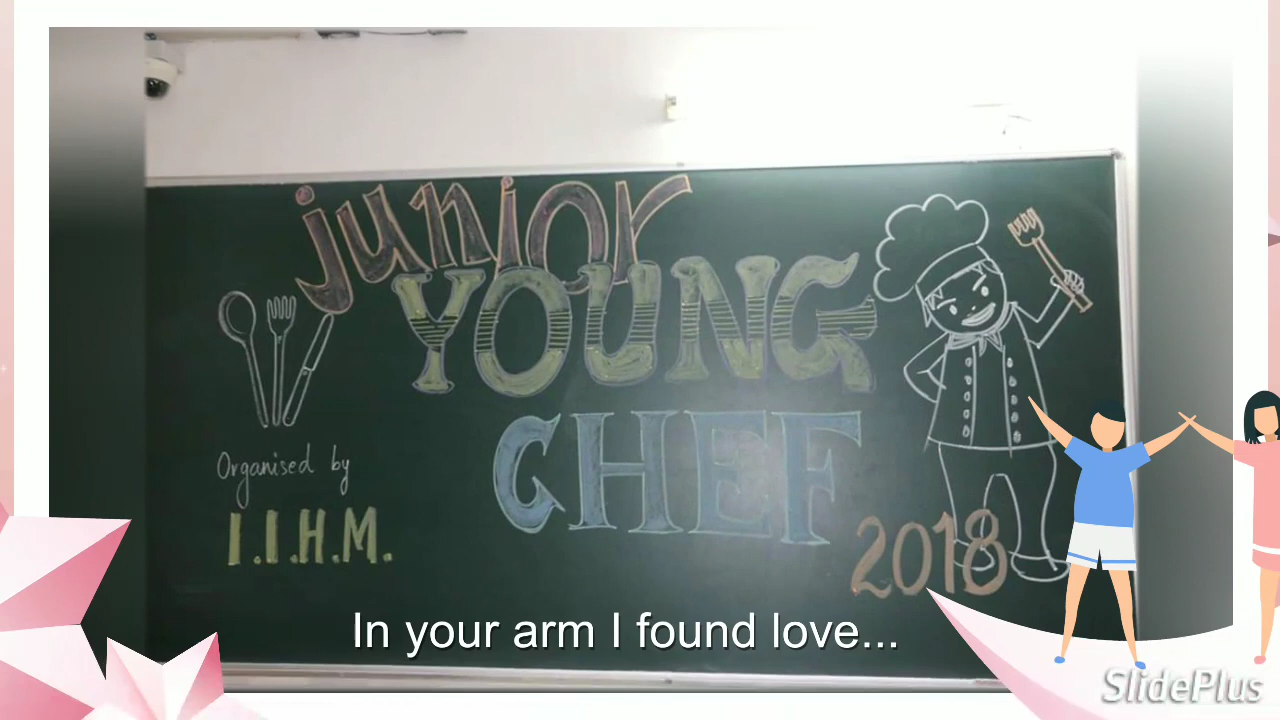 junior
YOUNG
CHEF
2018
Organised by
I.I.H.M.
In your arm I found love...
SlidePlus